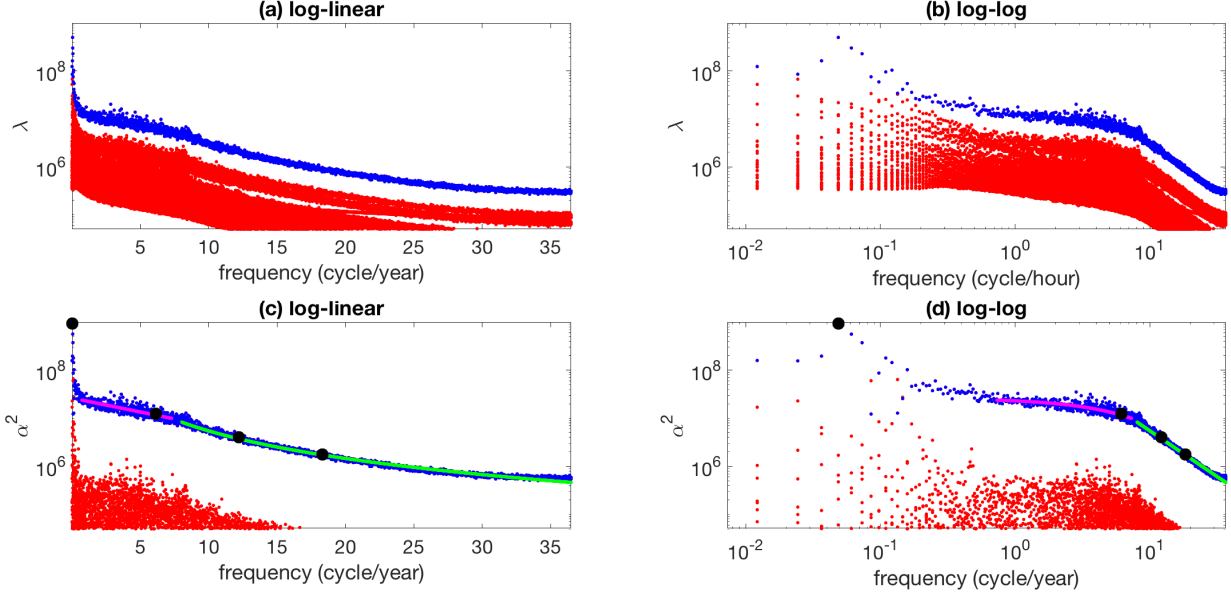 (a) log-linear
10^8
10^6
λ
5 10 15 20 25 30 35
frequency (cycle/year)
(b) log-log
10^8
10^6
λ
10^-2 10^-1 10^0 10^1
frequency (cycle/hour)
(c) log-linear
10^8
10^6
α^2
5 10 15 20 25 30 35
frequency (cycle/year)
(d) log-log
10^8
10^6
α^2
10^-2 10^-1 10^0 10^1
frequency (cycle/year)